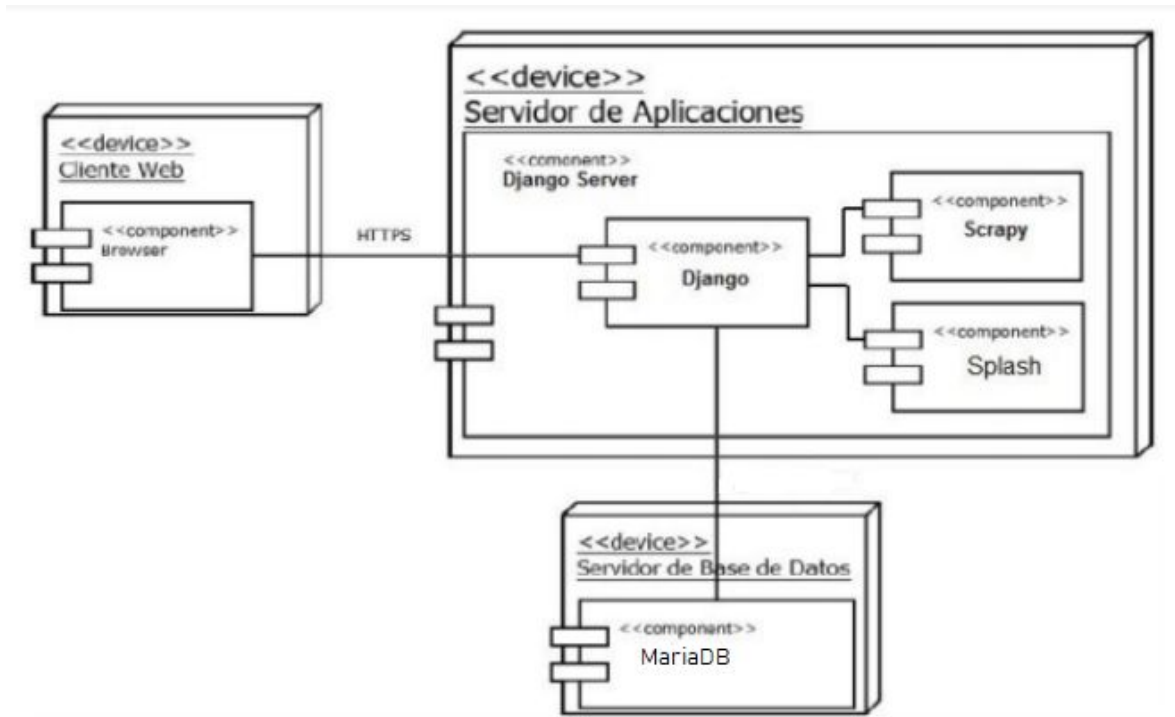 <<device>>
Cliente Web
<<component>>
Browser
HTTPS
<<device>>
Servidor de Aplicaciones
<<comonent>>
Django Server
<<component>>
Django
<<component>>
Scrapy
<<component>>
Splash
<<device>>
Servidor de Base de Datos
<<component>>
MariaDB